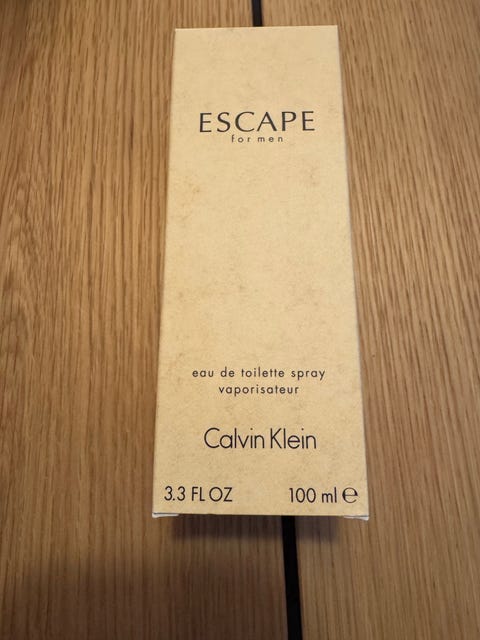 ESCAPE
for men
eau de toilette spray
vaporisateur
Calvin Klein
3.3 FL OZ 100 ml ℮